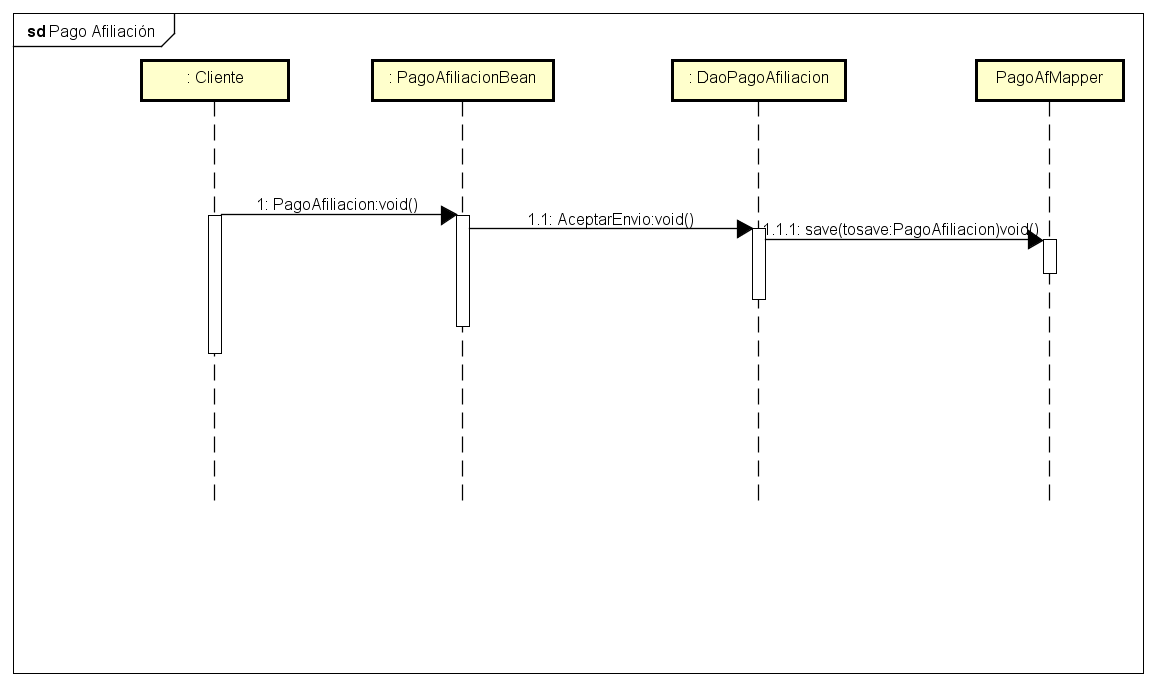 sd Pago Afiliación
: Cliente
: PagoAfiliacionBean
: DaoPagoAfiliacion
PagoAfMapper
1: PagoAfiliacion:void()
1.1: AceptarEnvio:void()
1.1.1: save(tosave:PagoAfiliacion)void()